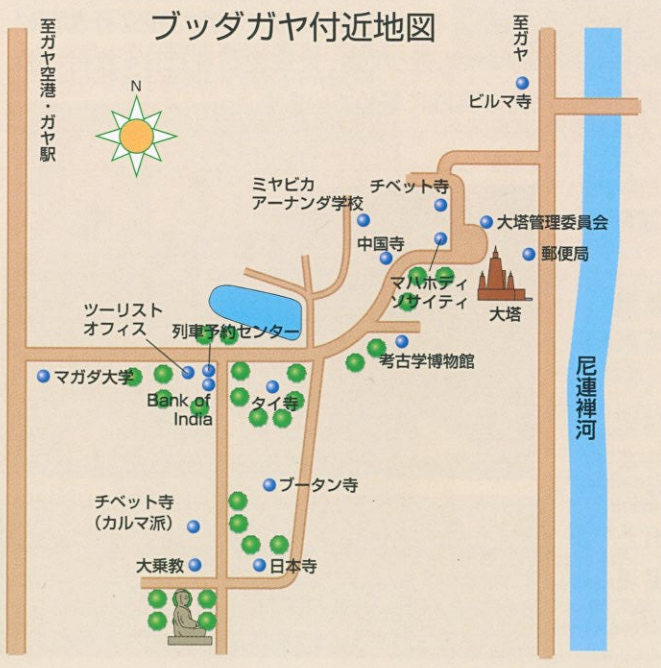 ブッダガヤ付近地図
至ガヤ空港・ガヤ駅
至ガヤ
N
ビルマ寺
ミヤビカ
アーナンダ学校
チベット寺
大塔管理委員会
中国寺
郵便局
マハボディ
ソサイティ
大塔
ツーリスト
オフィス
列車予約センター
考古学博物館
マガダ大学
Bank of
India
タイ寺
尼連禅河
ブータン寺
チベット寺
(カルマ派)
大乗教
日本寺